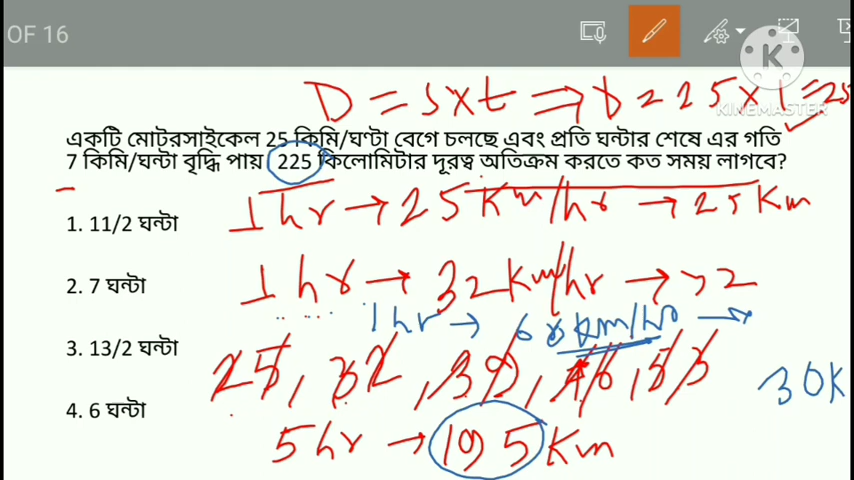 OF 16
D = s x t ⇒ D = 25 x 1 = 25
KINEMASTER
একটি মোটরসাইকেল 25 কিমি/ঘণ্টা বেগে চলছে এবং প্রতি ঘন্টার শেষে এর গতি
7 কিমি/ঘন্টা বৃদ্ধি পায় 225 কিলোমিটার দূরত্ব অতিক্রম করতে কত সময় লাগবে?
1 hr → 25 Km/hr → 25 Km
1. 11/2 ঘন্টা
1 hr → 32 Km/hr → 32
2. 7 ঘন্টা
1 hr → 60 Km/hr →
3. 13/2 ঘন্টা
25, 32, 39, 46, 53
30K
4. 6 ঘন্টা
5 hr → 195 Km